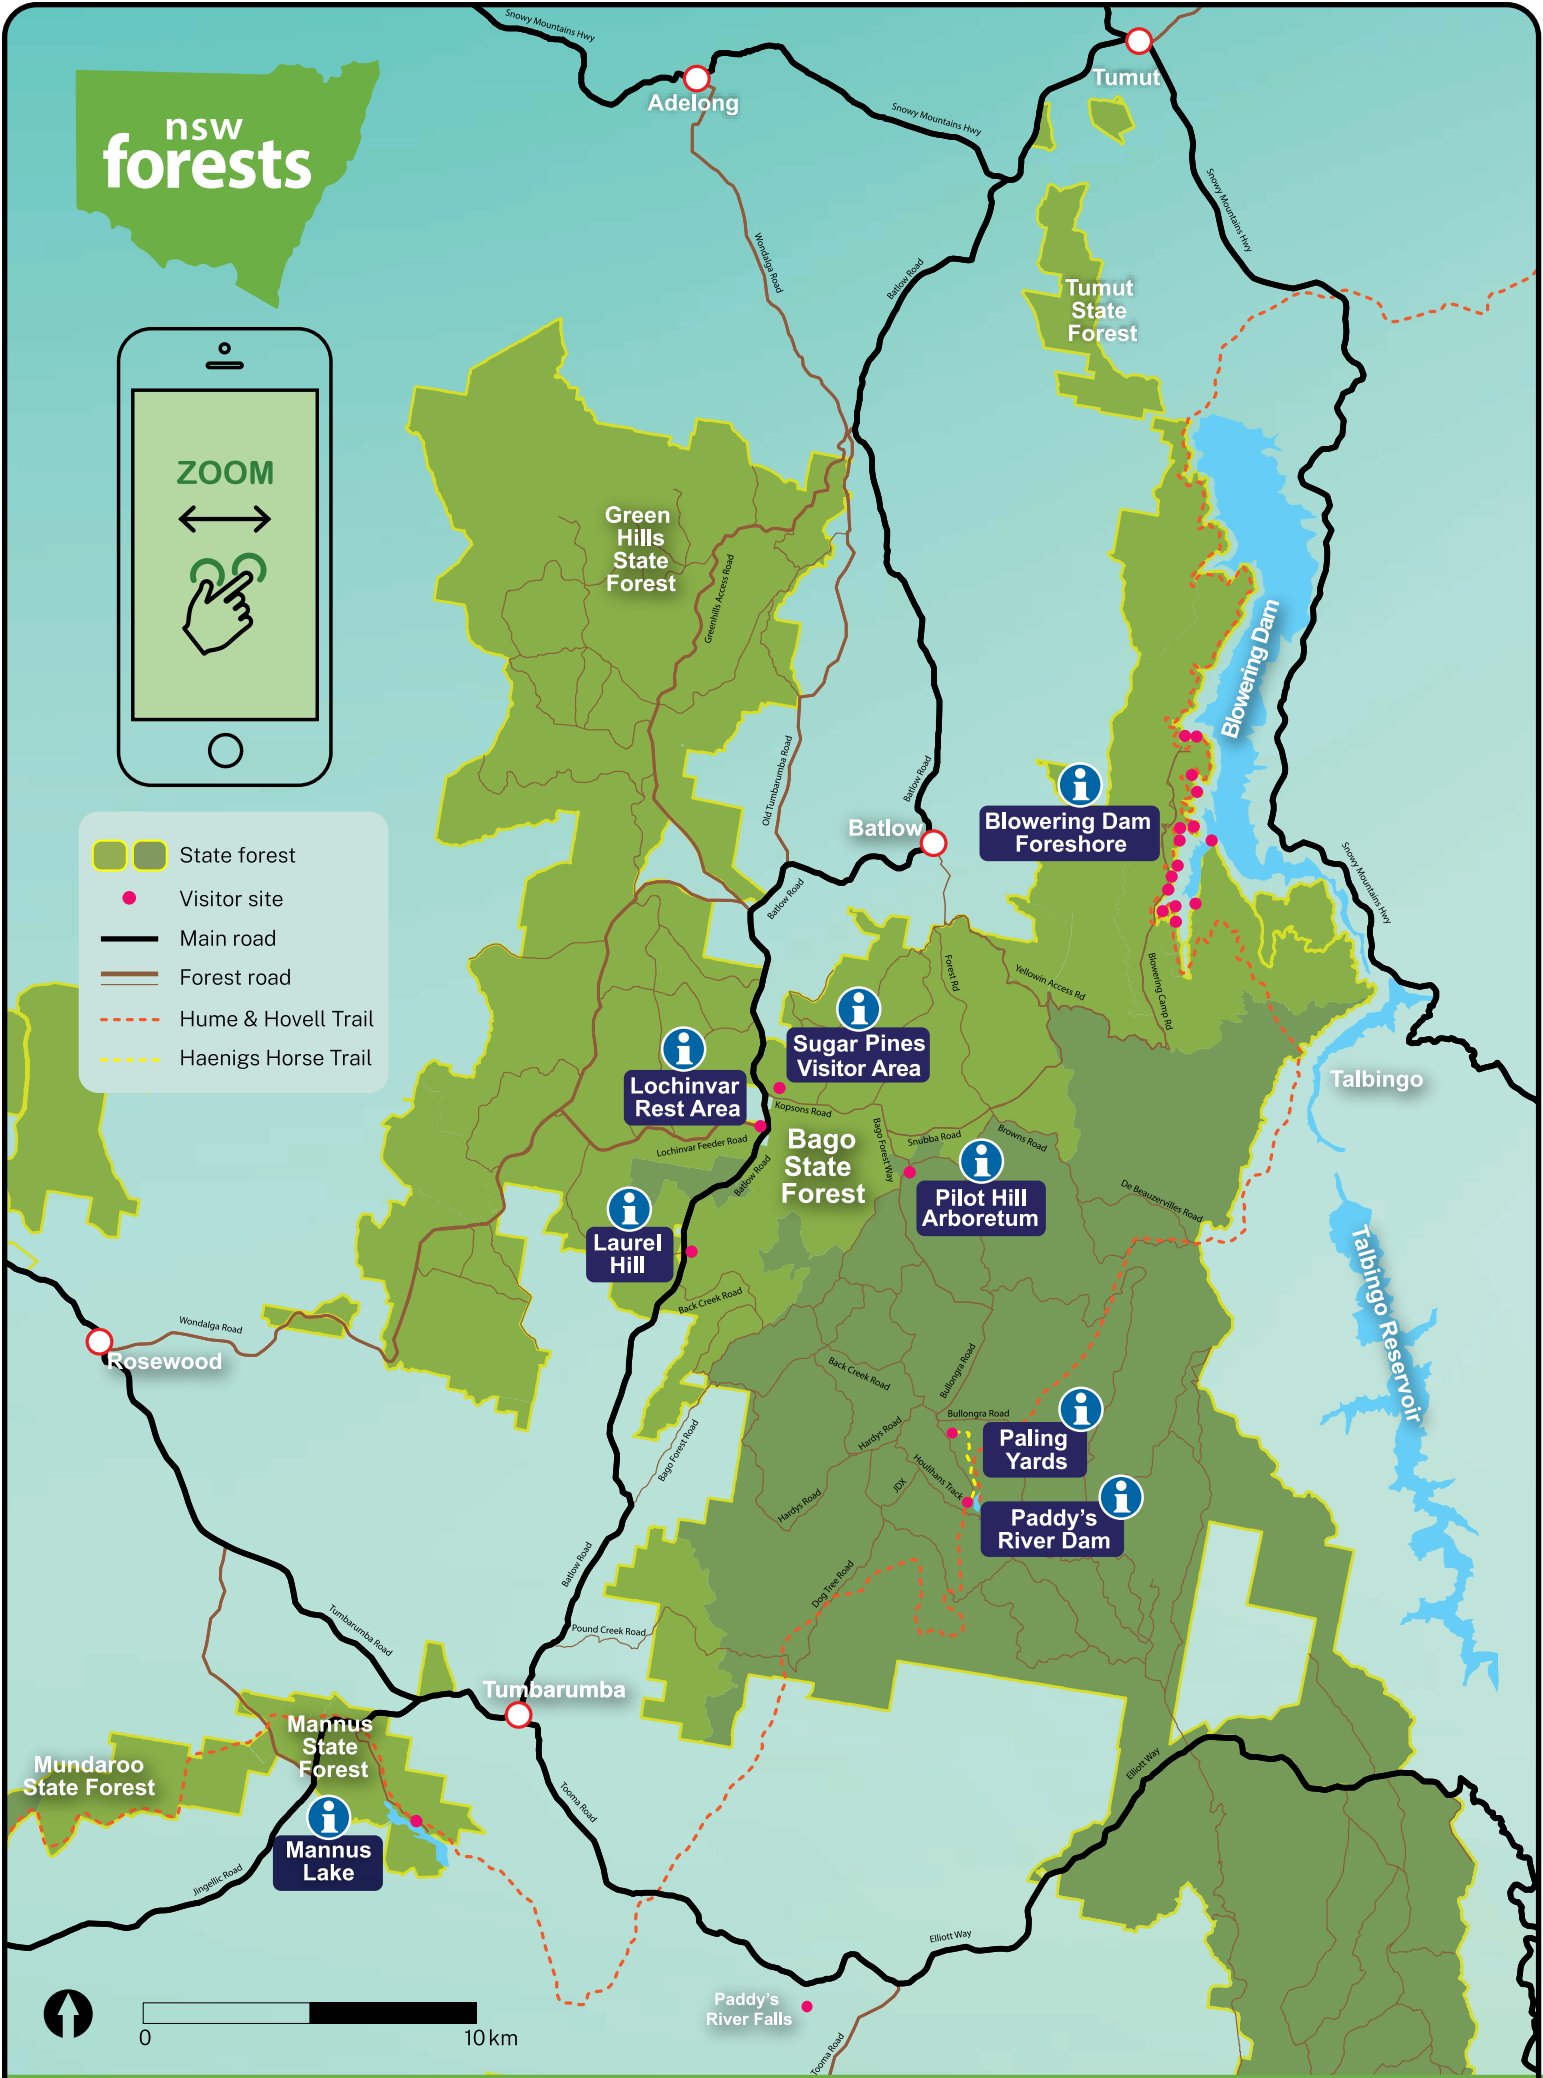 Snowy Mountains Hwy
Tumut
Adelong
Snowy Mountains Hwy
nsw
forests
Snowy Mountains Hwy
Wondalga Road
Batlow Road
Tumut
State
Forest
ZOOM
Green
Hills
State
Forest
Greenhills Access Road
Blowering Dam
Old Tumbarumba Road
Batlow Road
Batlow
Blowering Dam
Foreshore
State forest
Visitor site
Main road
Forest road
Hume & Hovell Trail
Haenigs Horse Trail
Batlow Road
Snowy Mountains Hwy
Forest Rd
Yellowin Access Rd
Blowering Camp Rd
Sugar Pines
Visitor Area
Lochinvar
Rest Area
Talbingo
Kopsons Road
Bago Forest Way
Snubba Road
Browns Road
Lochinvar Feeder Road
Bago
State
Forest
Batlow Road
Pilot Hill
Arboretum
De Beauzervilles Road
Laurel
Hill
Talbingo Reservoir
Back Creek Road
Wondalga Road
Rosewood
Back Creek Road
Bullongra Road
Bullongra Road
Bago Forest Road
Hardys Road
Paling
Yards
Houlihans Track
JDX
Hardys Road
Paddy's
River Dam
Batlow Road
Dog Tree Road
Tumbarumba Road
Pound Creek Road
Tumbarumba
Mannus
State
Forest
Mundaroo
State Forest
Elliott Way
Tooma Road
Mannus
Lake
Jingellic Road
Elliott Way
Paddy's
River Falls
Tooma Road
0
10 km